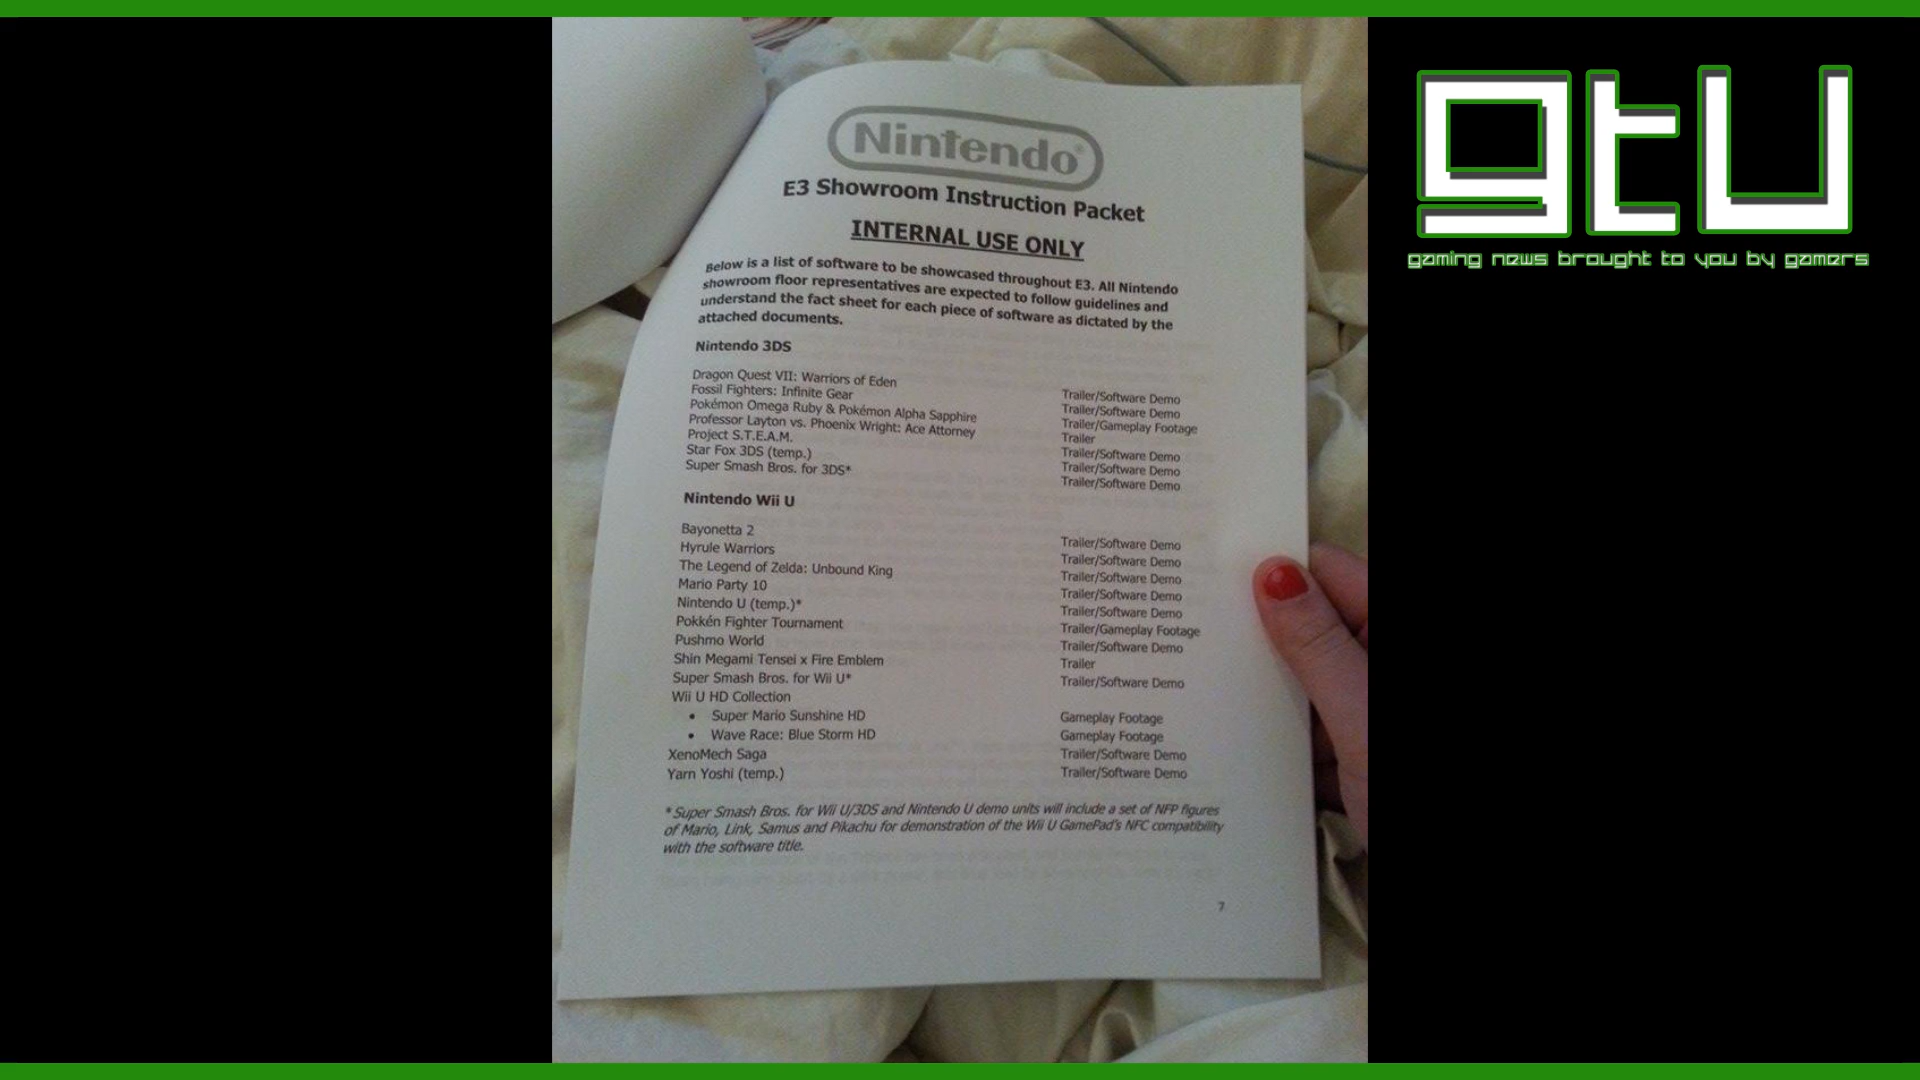 Nintendo®
E3 Showroom Instruction Packet
INTERNAL USE ONLY
Below is a list of software to be showcased throughout E3. All Nintendo
showroom floor representatives are expected to follow guidelines and
understand the fact sheet for each piece of software as dictated by the
attached documents.
Nintendo 3DS
Dragon Quest VII: Warriors of Eden Trailer/Software Demo
Fossil Fighters: Infinite Gear Trailer/Software Demo
Pokémon Omega Ruby & Pokémon Alpha Sapphire Trailer/Gameplay Footage
Professor Layton vs. Phoenix Wright: Ace Attorney Trailer
Project S.T.E.A.M. Trailer/Software Demo
Star Fox 3DS (temp.) Trailer/Software Demo
Super Smash Bros. for 3DS* Trailer/Software Demo
Nintendo Wii U
Bayonetta 2 Trailer/Software Demo
Hyrule Warriors Trailer/Software Demo
The Legend of Zelda: Unbound King Trailer/Software Demo
Mario Party 10 Trailer/Software Demo
Nintendo U (temp.)* Trailer/Software Demo
Pokkén Fighter Tournament Trailer/Gameplay Footage
Pushmo World Trailer/Software Demo
Shin Megami Tensei x Fire Emblem Trailer
Super Smash Bros. for Wii U* Trailer/Software Demo
Wii U HD Collection
• Super Mario Sunshine HD Gameplay Footage
• Wave Race: Blue Storm HD Gameplay Footage
XenoMech Saga Trailer/Software Demo
Yarn Yoshi (temp.) Trailer/Software Demo
*Super Smash Bros. for Wii U/3DS and Nintendo U demo units will include a set of NFP figures
of Mario, Link, Samus and Pikachu for demonstration of the Wii U GamePad's NFC compatibility
with the software title.
7
gtU
gaming news brought to you by gamers